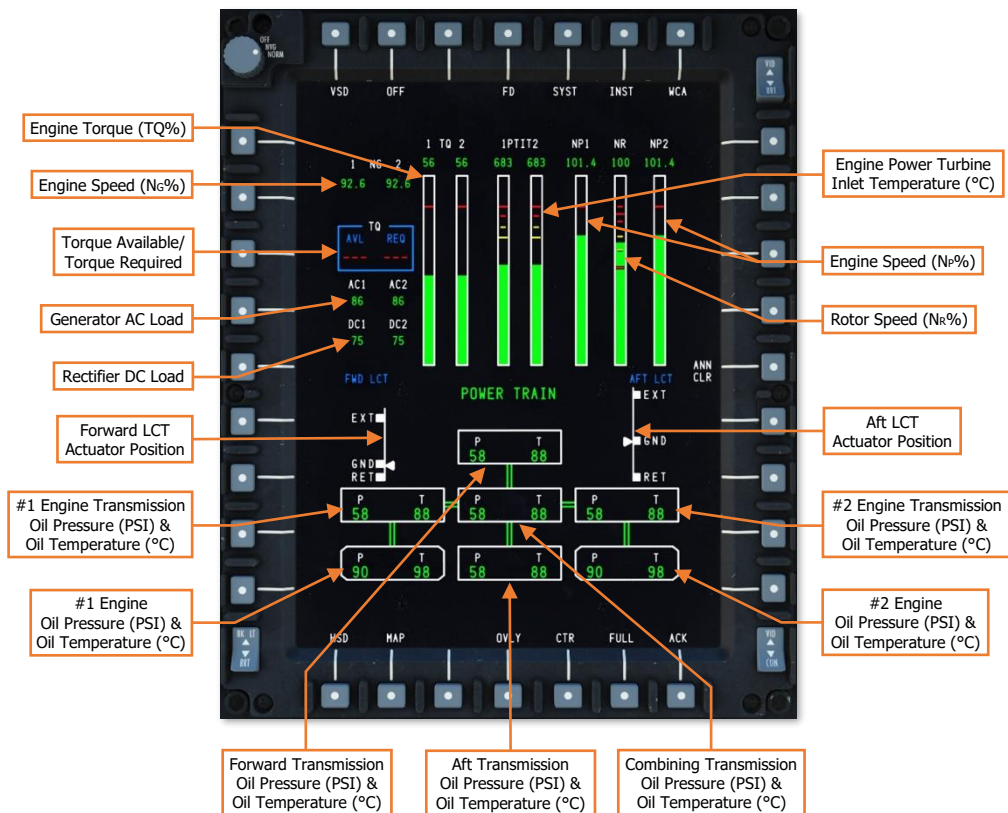 OFF
NVG
NORM
VSD OFF FD SYST INST WCA
VID
BRT
Engine Torque (TQ%)
Engine Speed (NG%)
Torque Available/
Torque Required
Generator AC Load
Rectifier DC Load
Forward LCT
Actuator Position
#1 Engine Transmission
Oil Pressure (PSI) &
Oil Temperature (°C)
#1 Engine
Oil Pressure (PSI) &
Oil Temperature (°C)
1 TQ 2 1PTIT2 NP1 NR NP2
56 56 683 683 101.4 100 101.4
1 NG 2
92.6 92.6
TQ
AVL REQ
--- ---
AC1 AC2
86 86
DC1 DC2
75 75
FWD LCT
EXT
GND
RET
POWER TRAIN
AFT LCT
EXT
GND
RET
ANN
CLR
P T
58 88
P T P T P T
58 88 58 88 58 88
P T P T P T
90 98 58 88 90 98
Engine Power Turbine
Inlet Temperature (°C)
Engine Speed (NP%)
Rotor Speed (NR%)
Aft LCT
Actuator Position
#2 Engine Transmission
Oil Pressure (PSI) &
Oil Temperature (°C)
#2 Engine
Oil Pressure (PSI) &
Oil Temperature (°C)
BK LT
BRT
HSD MAP OVLY CTR FULL ACK
VID
CON
Forward Transmission
Oil Pressure (PSI) &
Oil Temperature (°C)
Aft Transmission
Oil Pressure (PSI) &
Oil Temperature (°C)
Combining Transmission
Oil Pressure (PSI) &
Oil Temperature (°C)